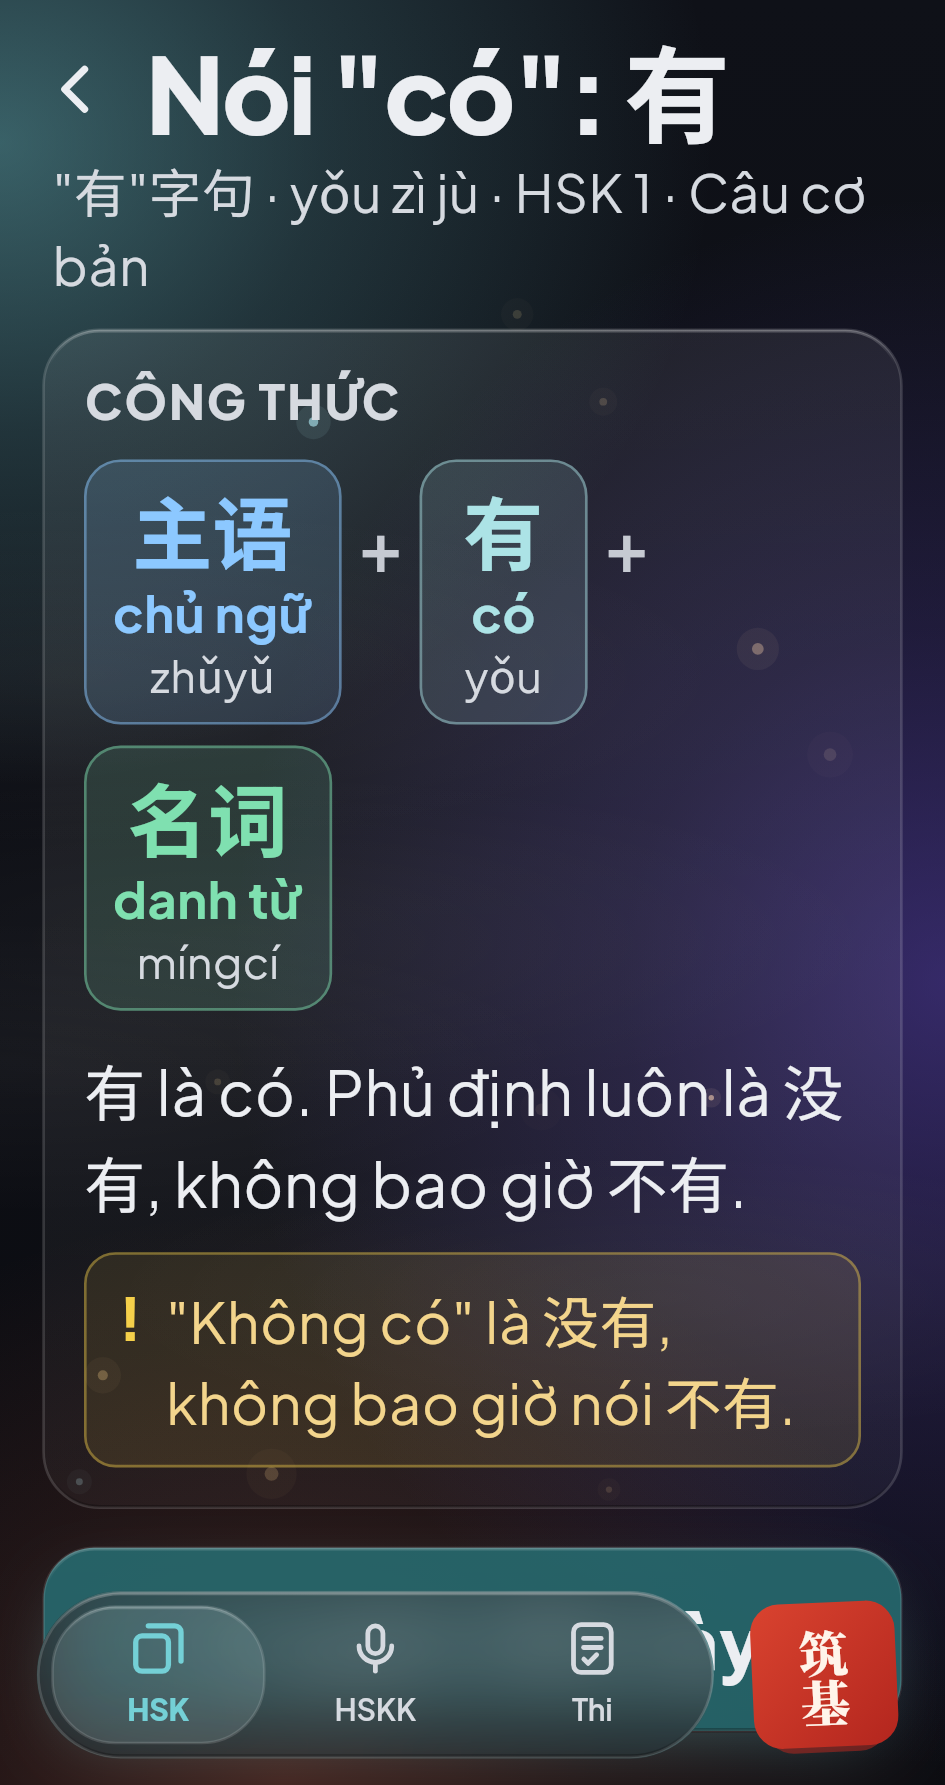 Nói "có": 有
"有"字句 · yǒu zì jù · HSK 1 · Câu cơ
bản
CÔNG THỨC
主语 + 有 +
chủ ngữ có
zhǔyǔ yǒu
名词
danh từ
míngcí
有 là có. Phủ định luôn là 没
有, không bao giờ 不有.
! "Không có" là 没有,
không bao giờ nói 不有.
HSK HSKK Thi
筑
基